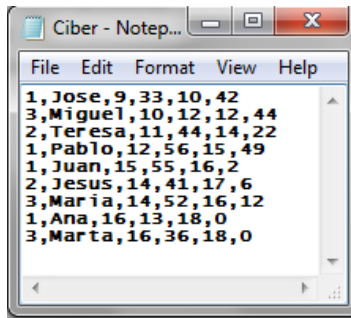 Ciber - Notep...
File Edit Format View Help
1,Jose,9,33,10,42
3,Miguel,10,12,12,44
2,Teresa,11,44,14,22
1,Pablo,12,56,15,49
1,Juan,15,55,16,2
2,Jesus,14,41,17,6
3,Maria,14,52,16,12
1,Ana,16,13,18,0
3,Marta,16,36,18,0